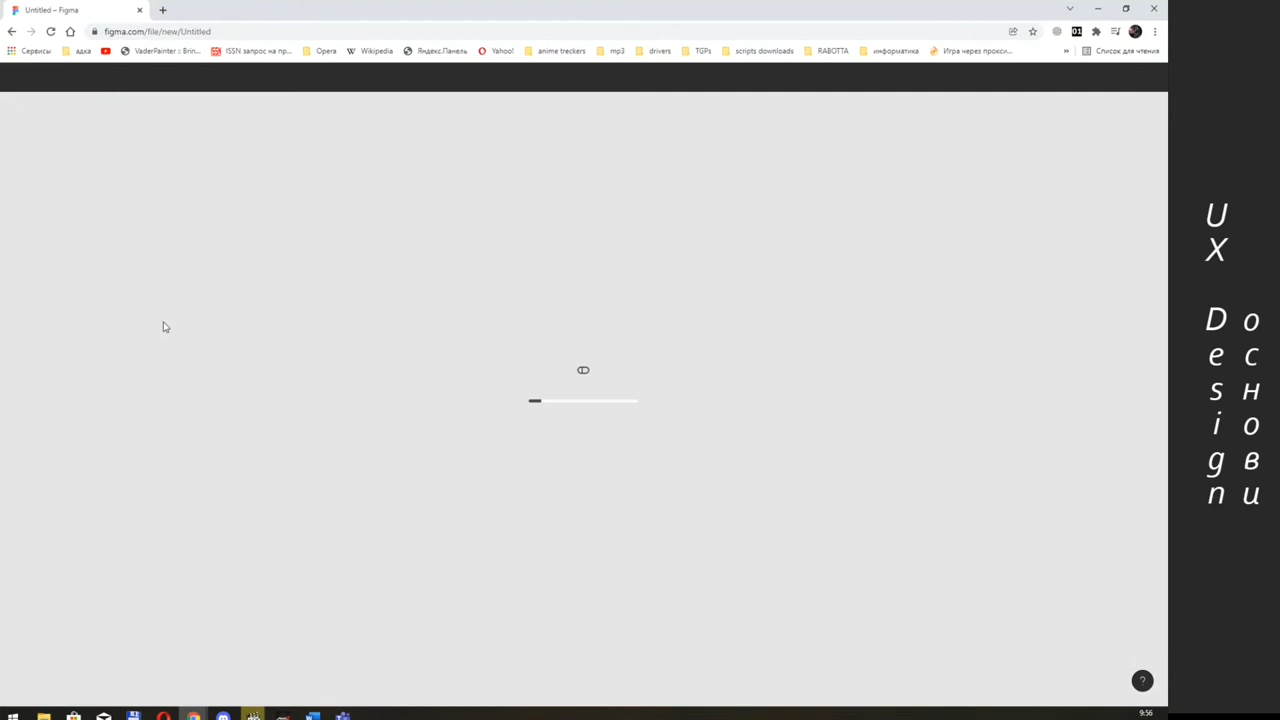 Untitled – Figma
figma.com/file/new/Untitled
Сервисы
адка
VaderPainter :: Brin...
ISSN запрос на пр...
Opera
Wikipedia
Яндекс.Панель
Yahoo!
anime treckers
mp3
drivers
TGPs
scripts downloads
RABOTTA
информатика
Игра через прокси...
»
Список для чтения
UX Design
основи
?
9:56